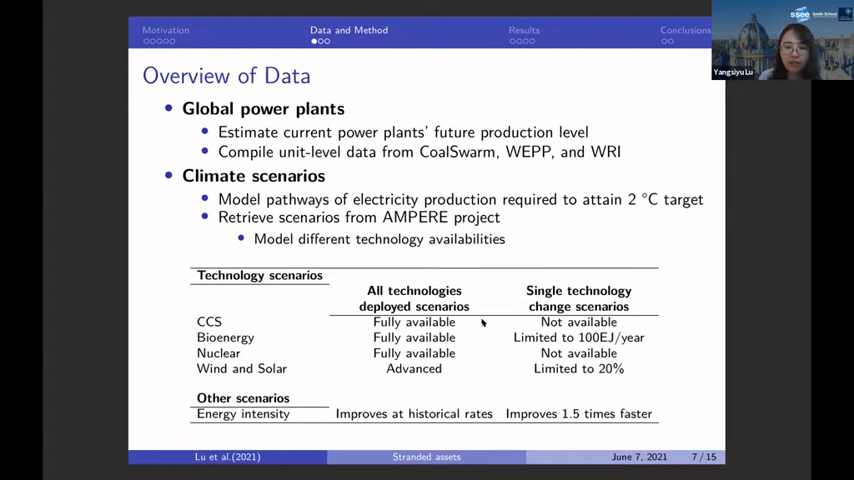 Motivation Data and Method Results Conclusions
ssee Smith School
Yangsiyu Lu
Overview of Data
• Global power plants
• Estimate current power plants' future production level
• Compile unit-level data from CoalSwarm, WEPP, and WRI
• Climate scenarios
• Model pathways of electricity production required to attain 2 °C target
• Retrieve scenarios from AMPERE project
• Model different technology availabilities
Technology scenarios
All technologies deployed scenarios
Single technology change scenarios
CCS Fully available Not available
Bioenergy Fully available Limited to 100EJ/year
Nuclear Fully available Not available
Wind and Solar Advanced Limited to 20%
Other scenarios
Energy intensity Improves at historical rates Improves 1.5 times faster
Lu et al.(2021) Stranded assets June 7, 2021 7 / 15